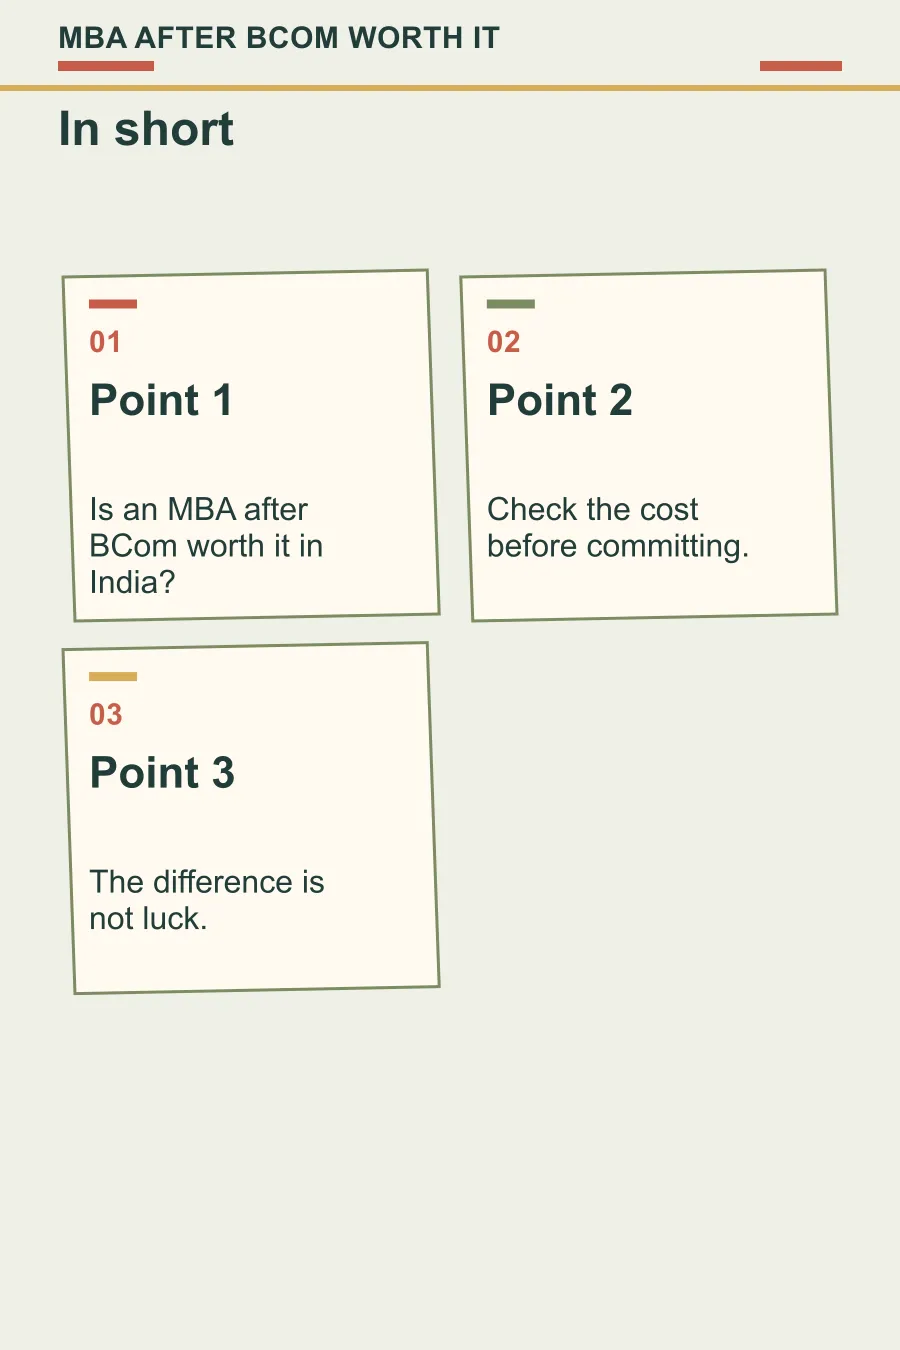 MBA AFTER BCOM WORTH IT
In short
01
Point 1
Is an MBA after
BCom worth it in
India?
02
Point 2
Check the cost
before committing.
03
Point 3
The difference is
not luck.